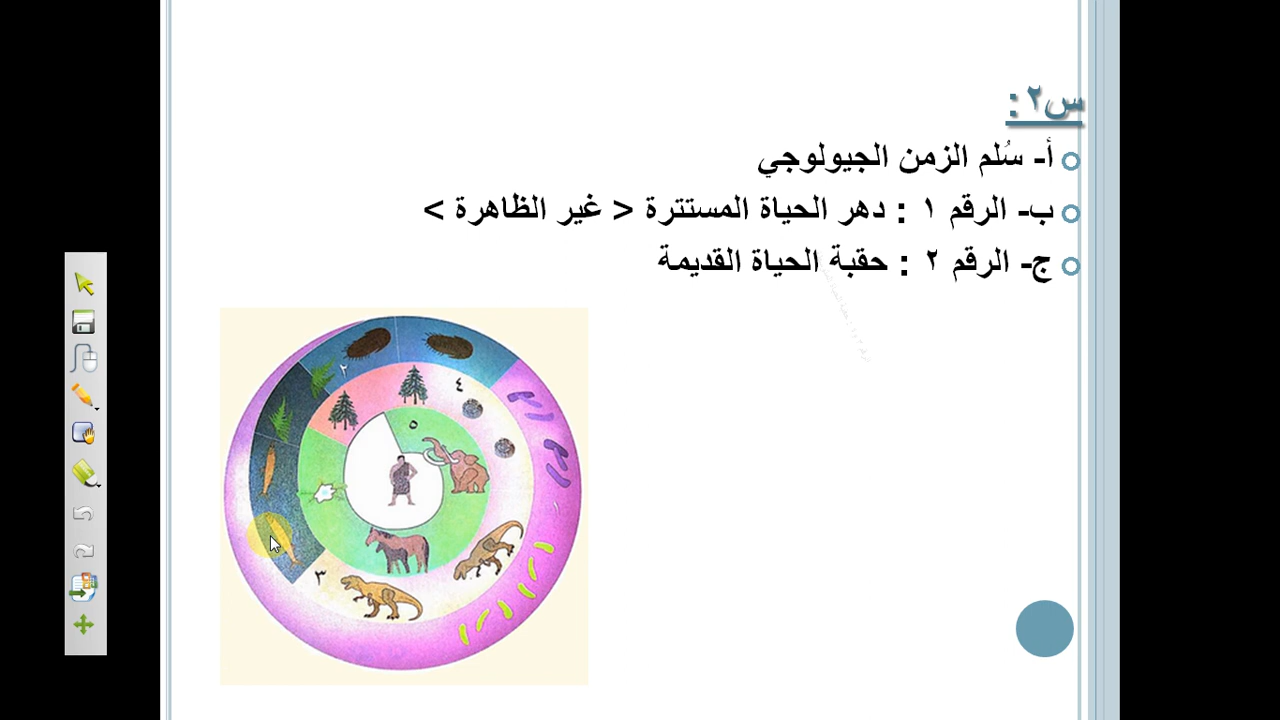 س٢ :
أ- سُلم الزمن الجيولوجي
ب- الرقم ١ : دهر الحياة المستترة < غير الظاهرة >
ج- الرقم ٢ : حقبة الحياة القديمة
٢
٤
٥
١
٣